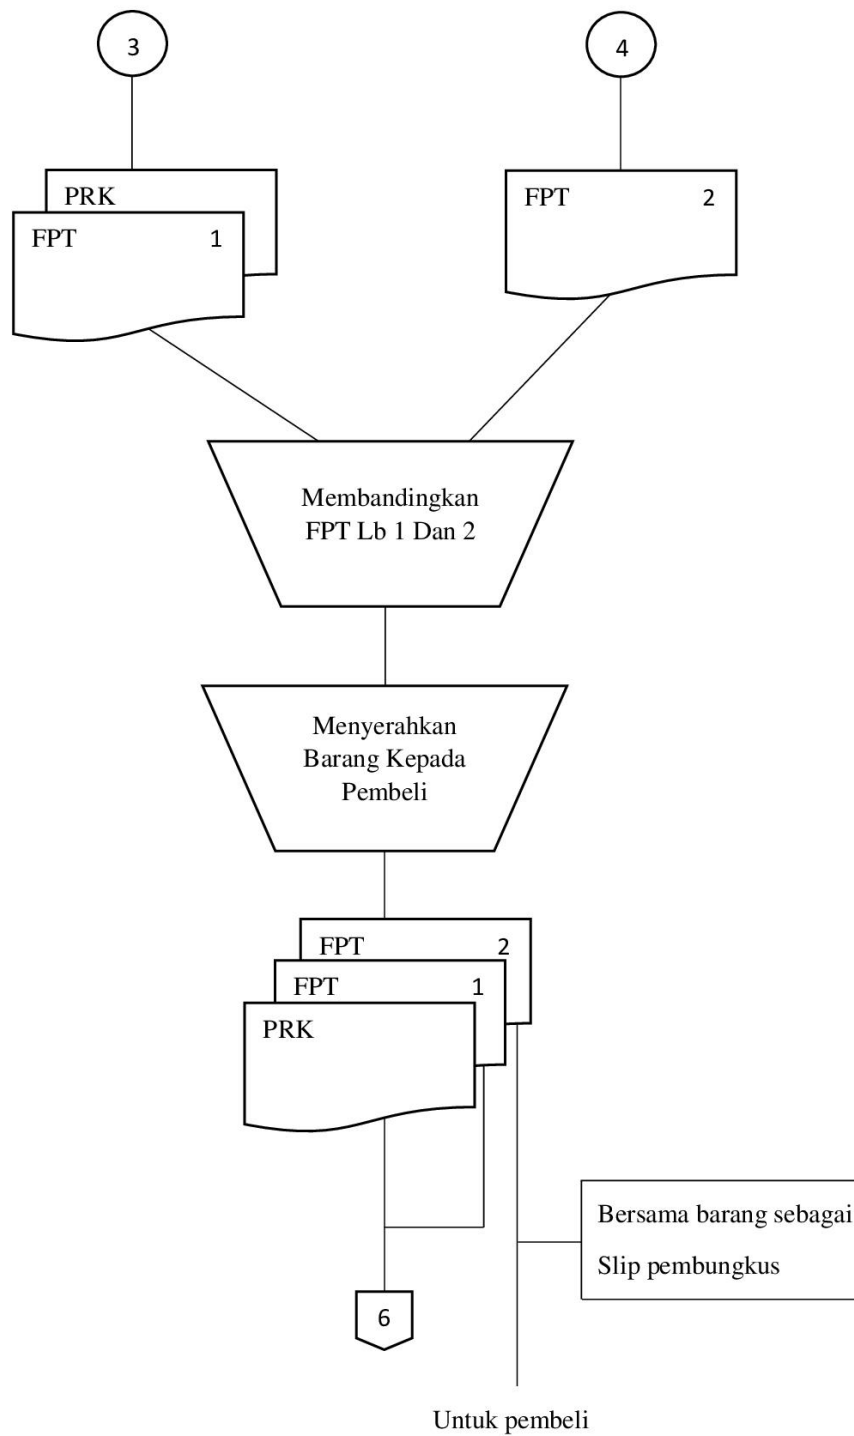 3
4
PRK
FPT 1
FPT 2
Membandingkan
FPT Lb 1 Dan 2
Menyerahkan
Barang Kepada
Pembeli
FPT 2
FPT 1
PRK
Bersama barang sebagai
Slip pembungkus
6
Untuk pembeli